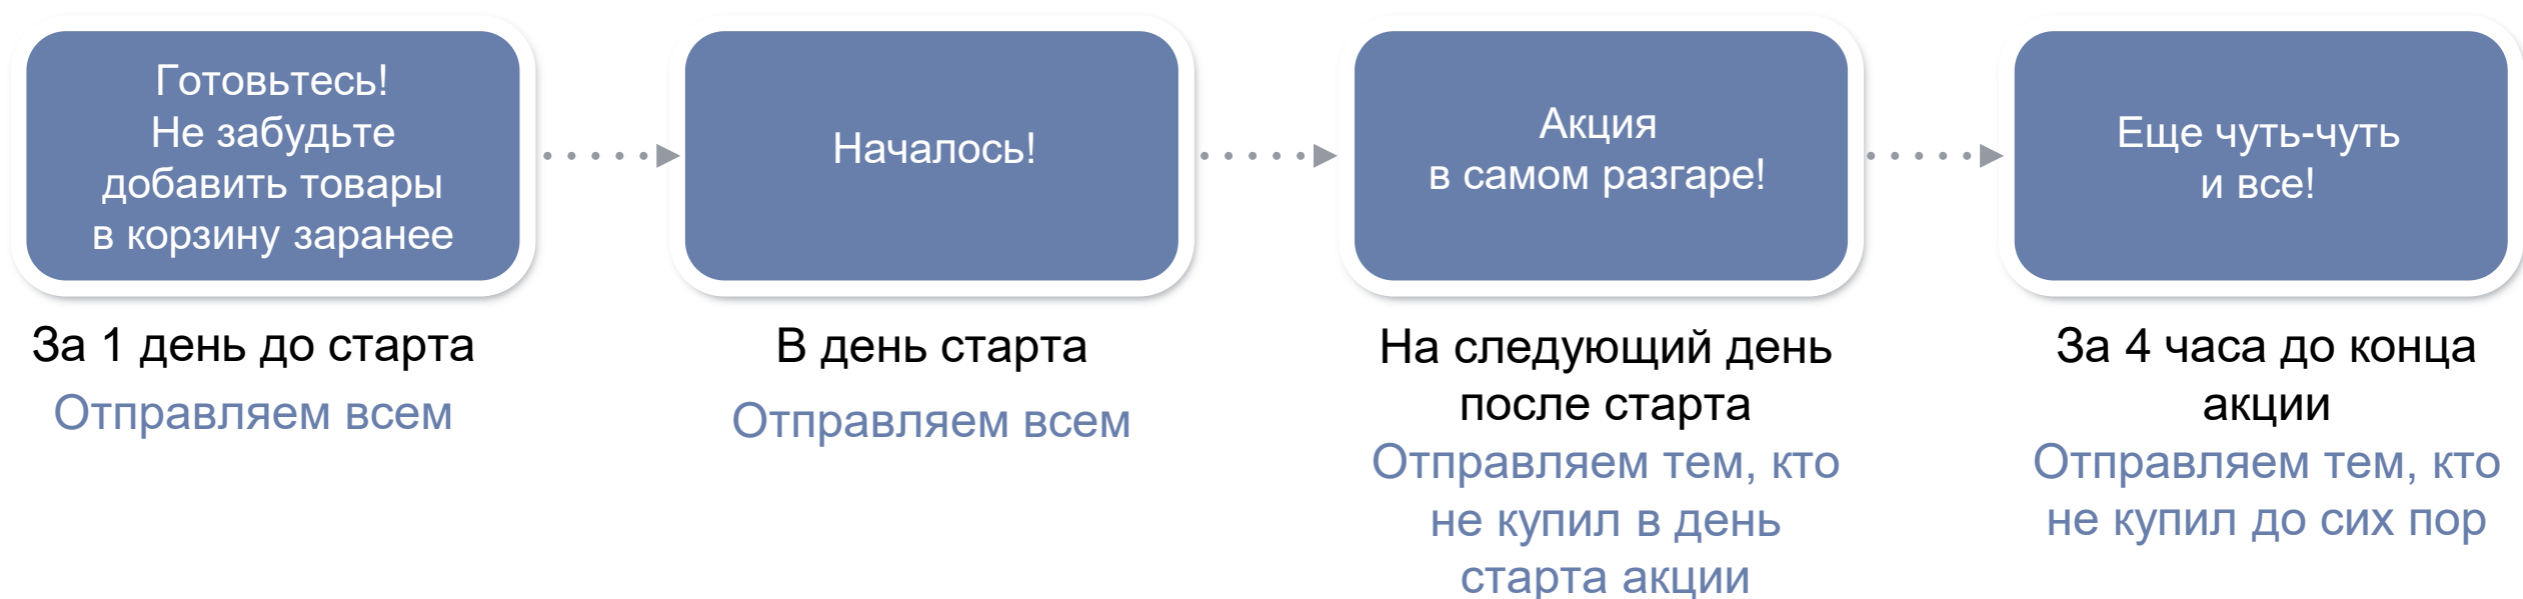 Готовьтесь!
Не забудьте
добавить товары
в корзину заранее
За 1 день до старта
Отправляем всем
Началось!
В день старта
Отправляем всем
Акция
в самом разгаре!
На следующий день
после старта
Отправляем тем, кто
не купил в день
старта акции
Еще чуть-чуть
и все!
За 4 часа до конца
акции
Отправляем тем, кто
не купил до сих пор